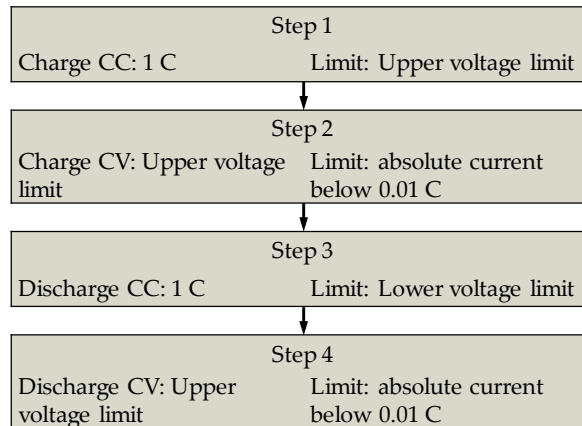 Step 1
Charge CC: 1 C Limit: Upper voltage limit
Step 2
Charge CV: Upper voltage Limit: absolute current
limit below 0.01 C
Step 3
Discharge CC: 1 C Limit: Lower voltage limit
Step 4
Discharge CV: Upper Limit: absolute current
voltage limit below 0.01 C